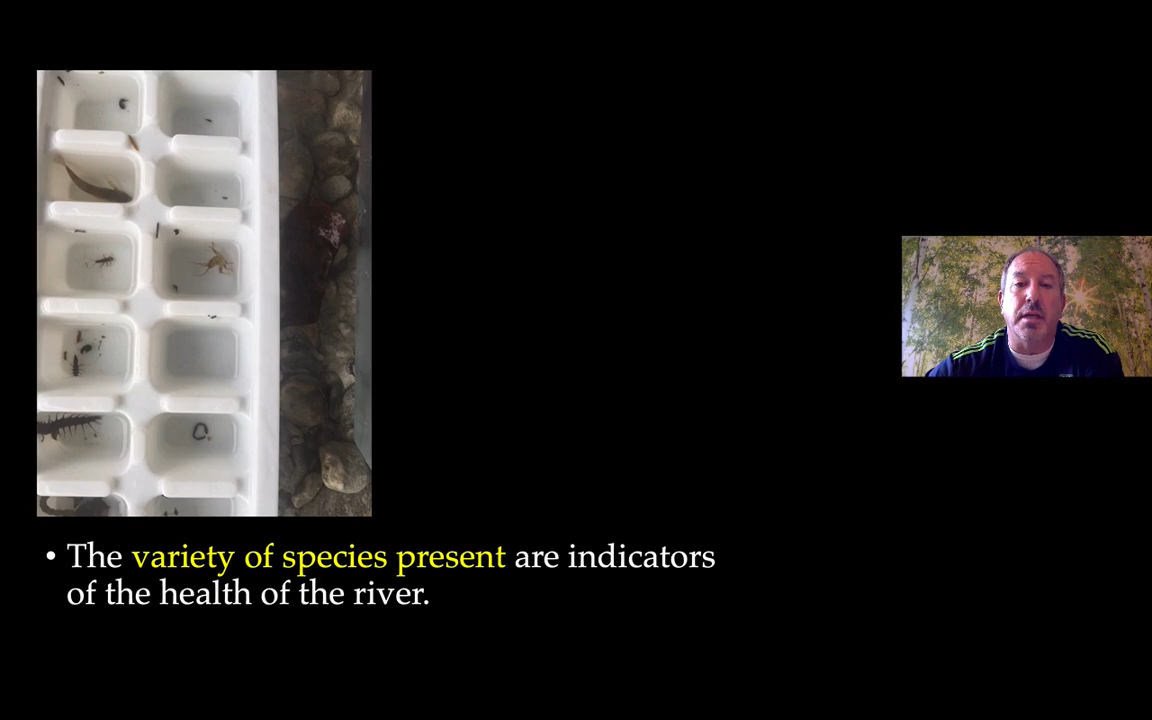 • The variety of species present are indicators
of the health of the river.